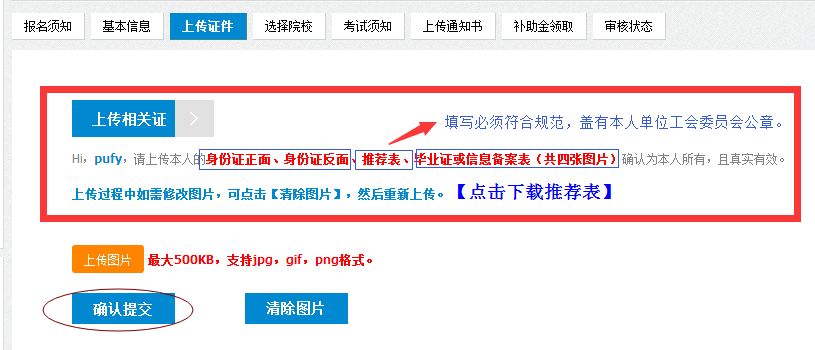 报名须知 基本信息 上传证件 选择院校 考试须知 上传通知书 补助金领取 审核状态
上传相关证
填写必须符合规范，盖有本人单位工会委员会公章。
Hi，pufy，请上传本人的身份证正面、身份证反面、推荐表、毕业证或信息备案表（共四张图片）确认为本人所有，且真实有效。
上传过程中如需修改图片，可点击【清除图片】，然后重新上传。【点击下载推荐表】
上传图片 最大500KB，支持jpg，gif，png格式。
确认提交 清除图片